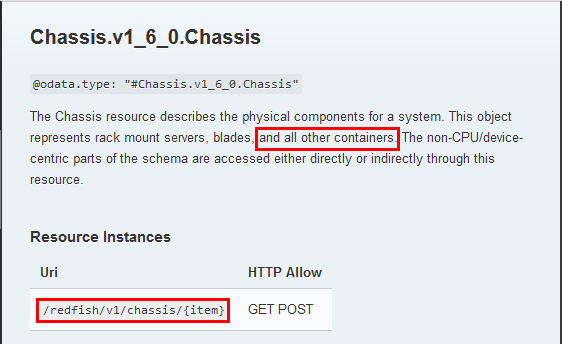 Chassis.v1_6_0.Chassis
@odata.type: "#Chassis.v1_6_0.Chassis"
The Chassis resource describes the physical components for a system. This object
represents rack mount servers, blades, and all other containers. The non-CPU/device-
centric parts of the schema are accessed either directly or indirectly through this
resource.
Resource Instances
Uri HTTP Allow
/redfish/v1/chassis/{item} GET POST